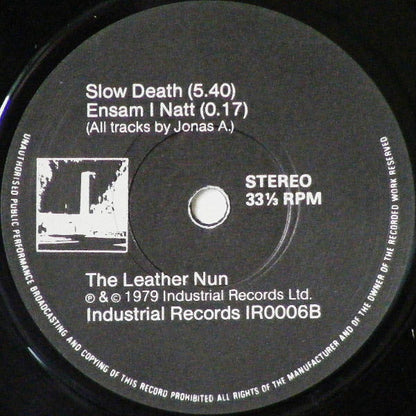 Slow Death (5.40)
Ensam I Natt (0.17)
(All tracks by Jonas A.)
STEREO
33⅓ RPM
The Leather Nun
℗ & © 1979 Industrial Records Ltd.
Industrial Records IR0006B
UNAUTHORISED PUBLIC PERFORMANCE BROADCASTING AND COPYING OF THIS RECORD PROHIBITED ALL RIGHTS OF THE MANUFACTURER AND OF THE OWNER OF THE RECORDED WORK RESERVED